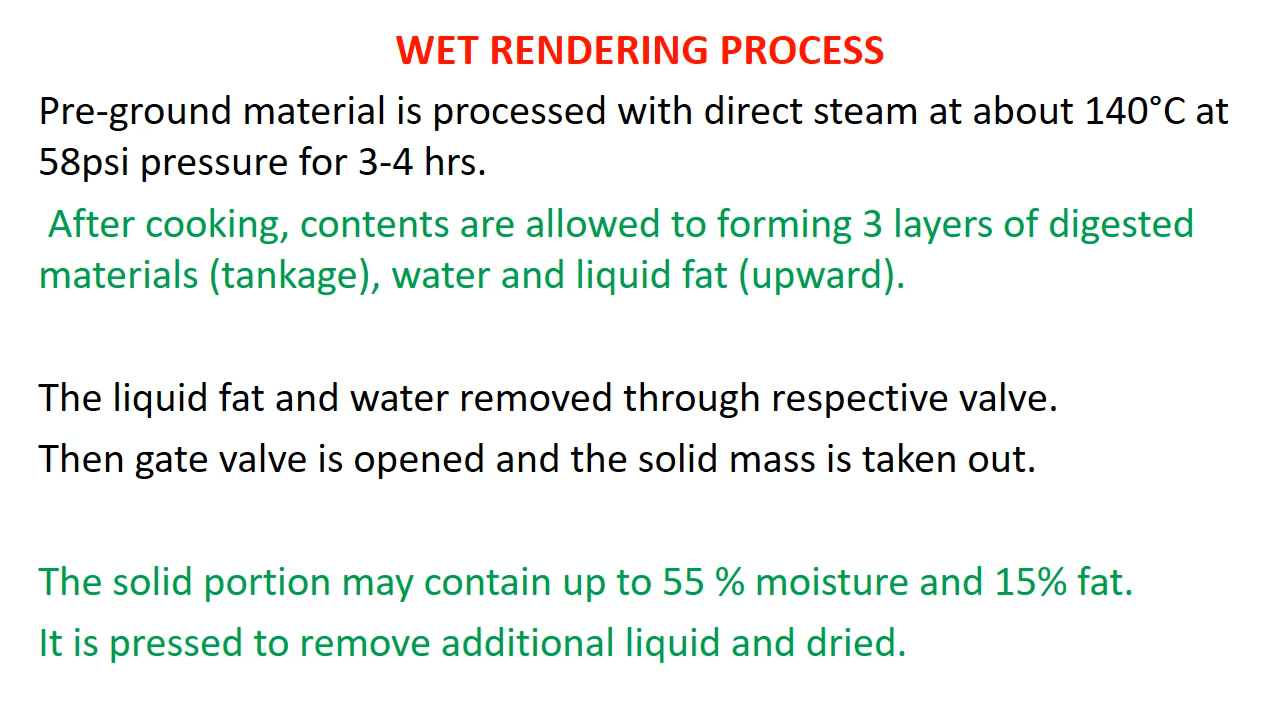 WET RENDERING PROCESS
Pre-ground material is processed with direct steam at about 140°C at
58psi pressure for 3-4 hrs.
After cooking, contents are allowed to forming 3 layers of digested
materials (tankage), water and liquid fat (upward).
The liquid fat and water removed through respective valve.
Then gate valve is opened and the solid mass is taken out.
The solid portion may contain up to 55 % moisture and 15% fat.
It is pressed to remove additional liquid and dried.